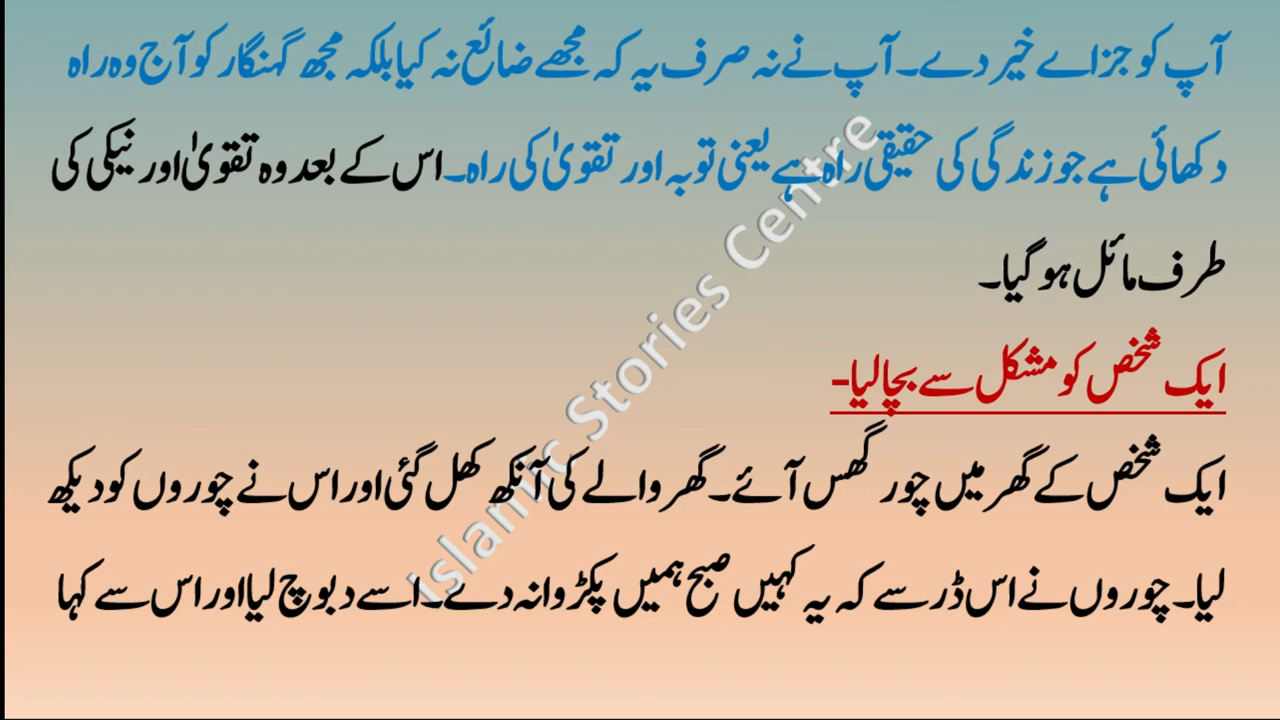 آپ کو جزاے خیر دے۔ آپ نے نہ صرف یہ کہ مجھے ضائع نہ کیا بلکہ مجھ گہنگار کو آج وہ راہ
دکھائی ہے جو زندگی کی حقیقی راہ ہے یعنی توبہ اور تقویٰ کی راہ۔ اس کے بعد وہ تقویٰ اور نیکی کی
طرف مائل ہو گیا۔
ایک شخص کو مشکل سے بچا لیا-
ایک شخص کے گھر میں چور گھس آئے۔ گھر والے کی آنکھ کھل گئی اور اس نے چوروں کو دیکھ
لیا۔ چوروں نے اس ڈر سے کہ یہ کہیں صبح ہمیں پکڑوا نہ دے۔ اسے دبوچ لیا اور اس سے کہا
Islamic Stories Centre